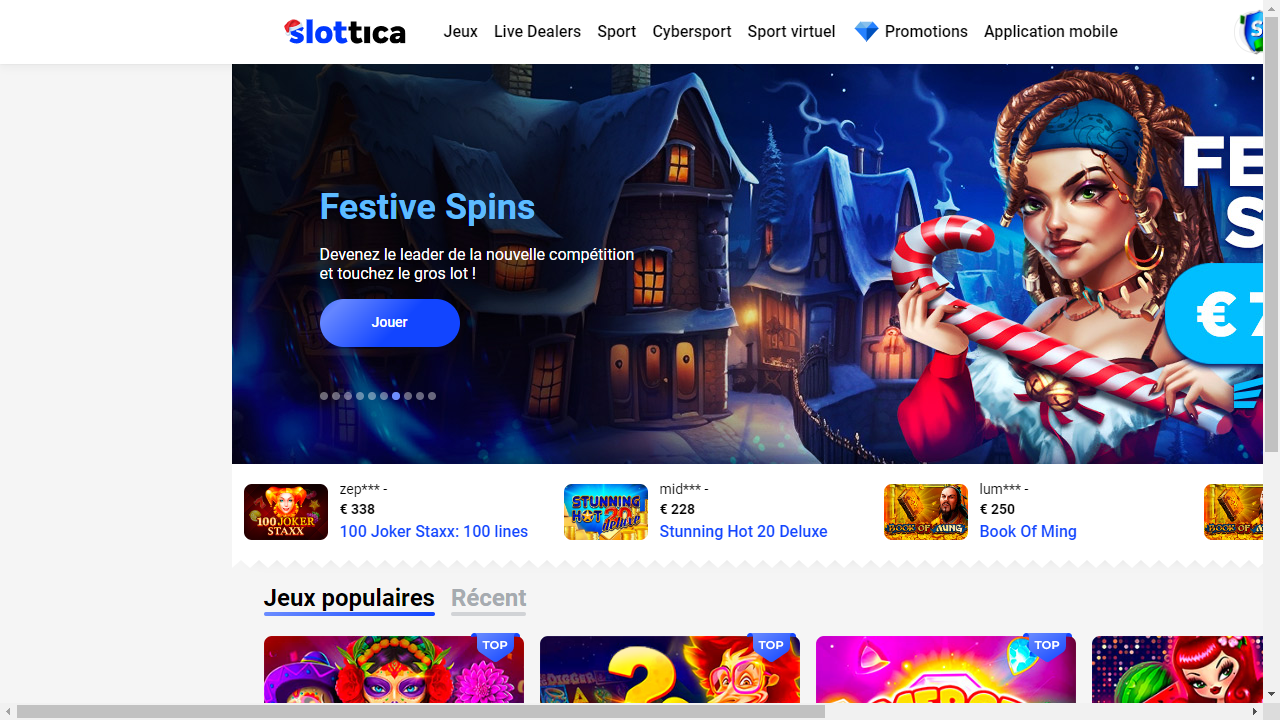 slottica
Jeux
Live Dealers
Sport
Cybersport
Sport virtuel
Promotions
Application mobile
Festive Spins
Devenez le leader de la nouvelle compétition
et touchez le gros lot !
Jouer
FE
S
€ 7
100 JOKER
STAXX
zep*** -
€ 338
100 Joker Staxx: 100 lines
STUNNING
HOT 20
deluxe
mid*** -
€ 228
Stunning Hot 20 Deluxe
BOOK OF MING
lum*** -
€ 250
Book Of Ming
Jeux populaires
Récent
TOP
TOP
TOP